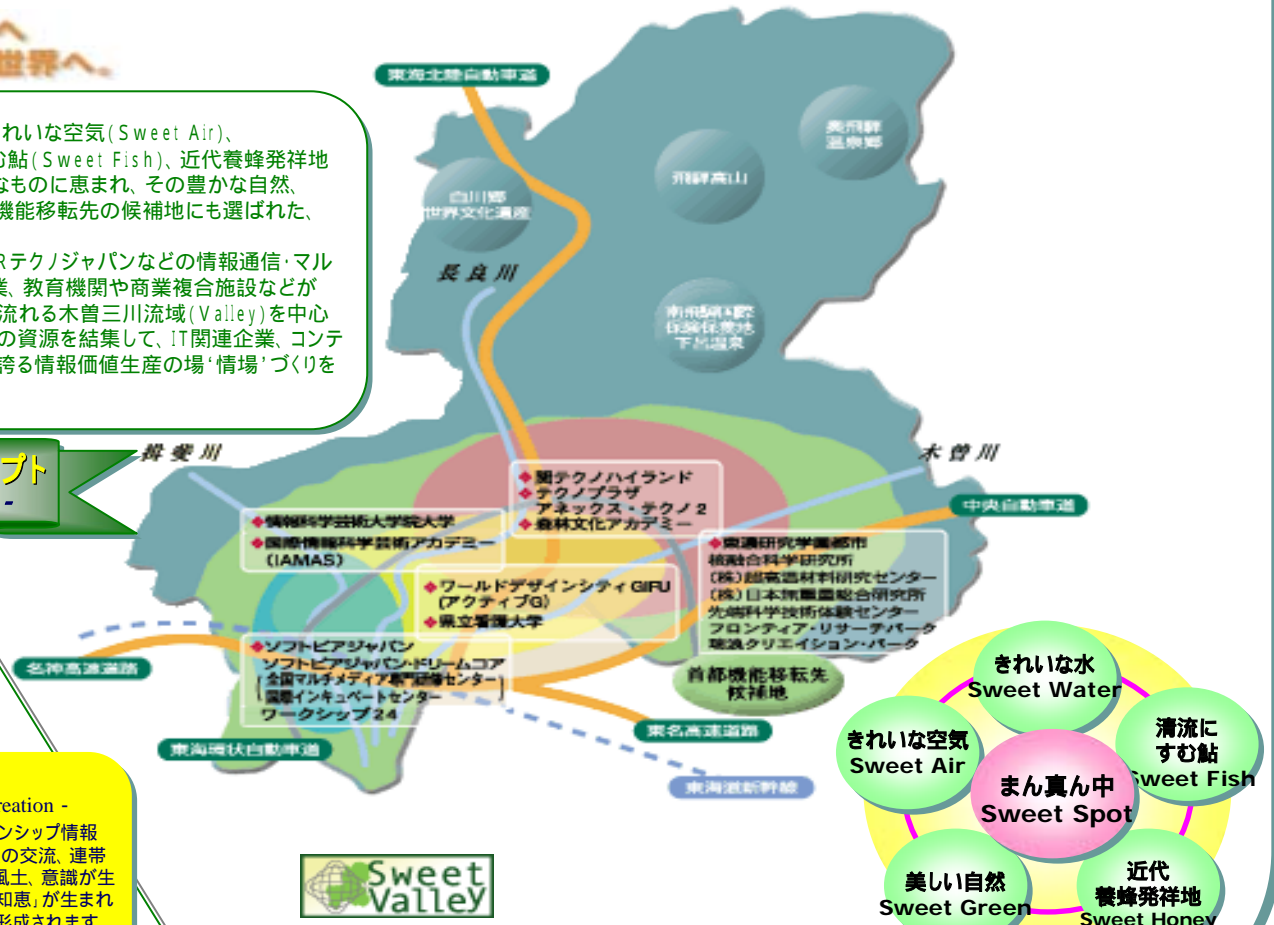 へ
世界へ。
れいな空気(Sweet Air)、
む鮎(Sweet Fish)、近代養蜂発祥地
なものに恵まれ、その豊かな自然、
機能移転先の候補地にも選ばれた、
Rテクノジャパンなどの情報通信・マル
業、教育機関や商業複合施設などが
流れる木曽三川流域(Valley)を中心
の資源を結集して、IT関連企業、コンテ
誇る情報価値生産の場‘情場’づくりを
プト
-
東海北陸自動車道
奥飛騨
温泉郷
飛騨高山
白川郷
世界文化遺産
長良川
南飛騨国際
下呂温泉
揖斐川
木曽川
◆関テクノハイランド
◆テクノプラザ
アネックス・テクノ2
◆森林文化アカデミー
中央自動車道
◆情報科学芸術大学院大学
◆国際情報科学芸術アカデミー
(IAMAS)
◆東濃研究学園都市
核融合科学研究所
(株)超高温材料研究センター
(株)日本無重量総合研究所
先端科学技術体験センター
フロンティア・リサーチパーク
瑞浪クリエイション・パーク
◆ワールドデザインシティGIFU
(アクティブG)
◆県立看護大学
◆ソフトピアジャパン
ソフトピアジャパン・ドリームコア
全国マルチメディア専門研修センター
国際インキュベートセンター
ワークショップ24
名神高速道路
首都機能移転先
候補地
東名高速道路
東海環状自動車道
東海道新幹線
きれいな水
Sweet Water
きれいな空気
Sweet Air
清流に
すむ鮎
Sweet Fish
まん真ん中
Sweet Spot
美しい自然
Sweet Green
近代
養蜂発祥地
Sweet Honey
reation -
ンシップ情報
の交流、連帯
風土、意識が生
知恵」が生まれ
形成されます
Sweet
Valley